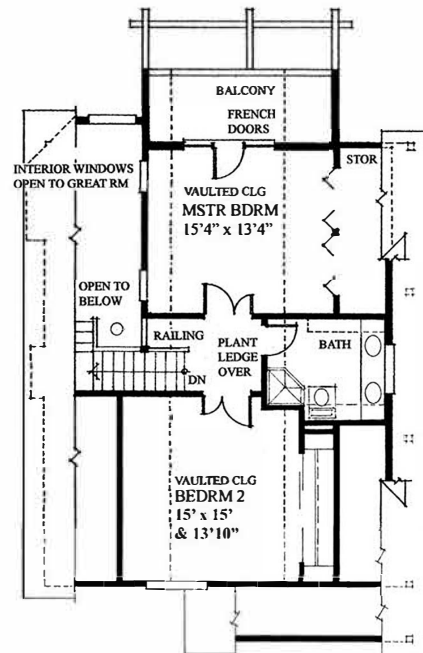 BALCONY
FRENCH
DOORS
STOR
INTERIOR WINDOWS
OPEN TO GREAT RM
VAULTED CLG
MSTR BDRM
15'4" x 13'4"
OPEN TO
BELOW
RAILING
PLANT
LEDGE
OVER
BATH
DN
VAULTED CLG
BEDRM 2
15' x 15'
& 13'10"